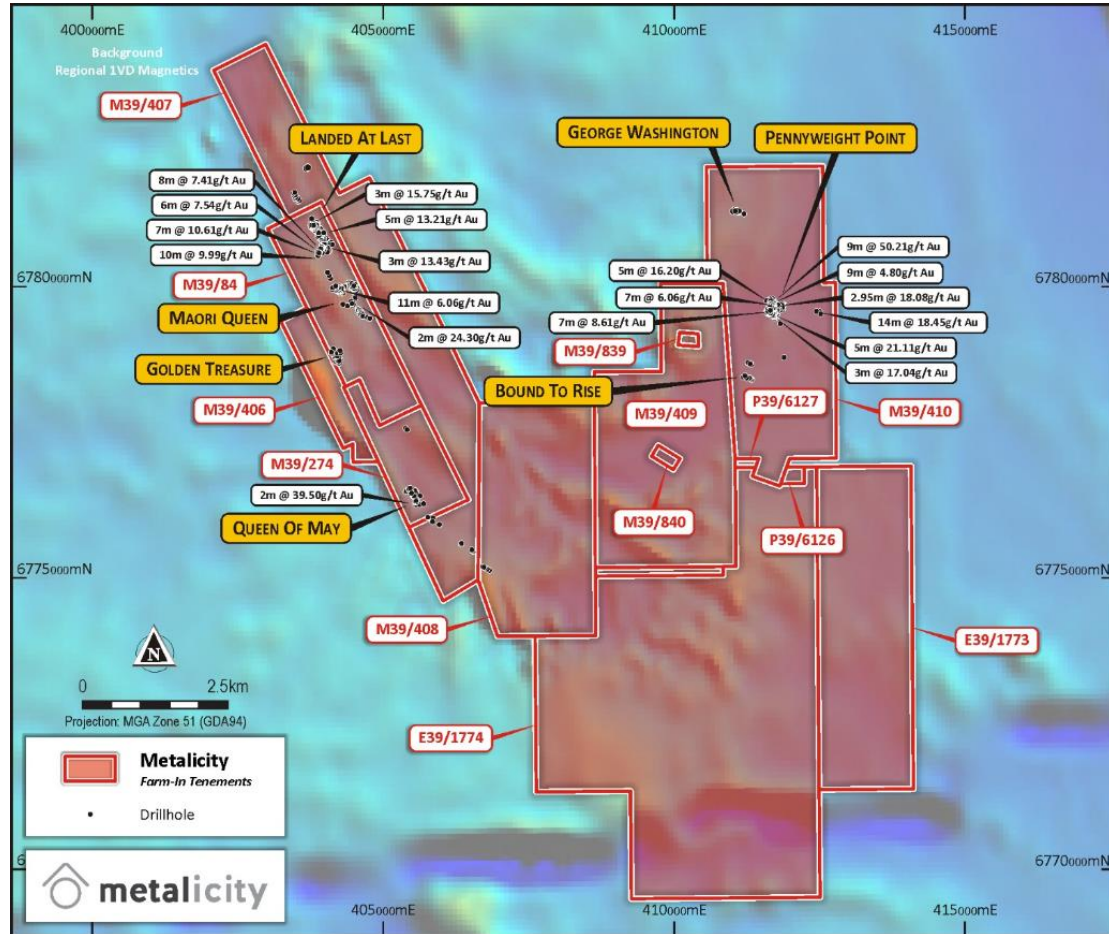 400000mE
405000mE
410000mE
415000mE
Background
Regional 1VD Magnetics
M39/407
LANDED AT LAST
GEORGE WASHINGTON
PENNYWEIGHT POINT
8m @ 7.41g/t Au
3m @ 15.75g/t Au
6m @ 7.54g/t Au
5m @ 13.21g/t Au
7m @ 10.61g/t Au
9m @ 50.21g/t Au
10m @ 9.99g/t Au
3m @ 13.43g/t Au
5m @ 16.20g/t Au
9m @ 4.80g/t Au
6780000mN
6780000mN
M39/84
11m @ 6.06g/t Au
7m @ 6.06g/t Au
2.95m @ 18.08g/t Au
MAORI QUEEN
7m @ 8.61g/t Au
14m @ 18.45g/t Au
2m @ 24.30g/t Au
M39/839
5m @ 21.11g/t Au
GOLDEN TREASURE
3m @ 17.04g/t Au
BOUND TO RISE
M39/406
P39/6127
M39/409
M39/410
M39/274
2m @ 39.50g/t Au
QUEEN OF MAY
M39/840
P39/6126
6775000mN
6775000mN
M39/408
E39/1773
N
0 2.5km
Projection: MGA Zone 51 (GDA94)
E39/1774
Metalicity
Farm-In Tenements
Drillhole
6770000mN
metalicity
405000mE
410000mE
415000mE